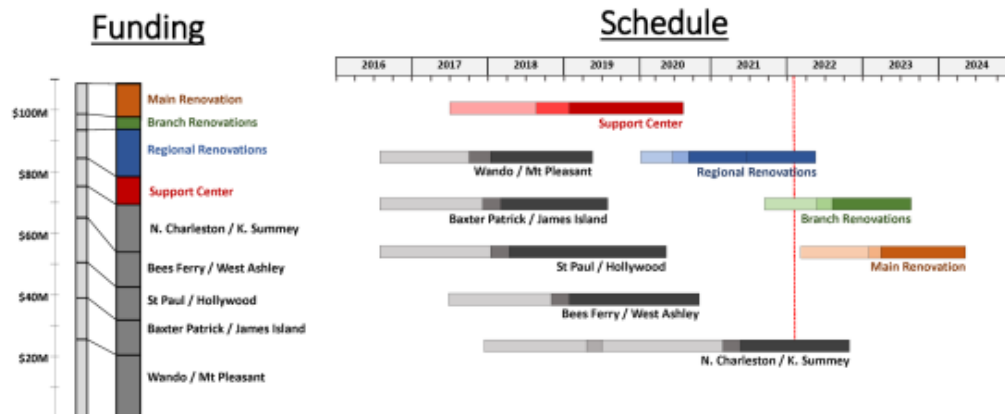 Funding
Schedule
2016 2017 2018 2019 2020 2021 2022 2023 2024
$100M
$80M
$60M
$40M
$20M
Main Renovation
Branch Renovations
Regional Renovations
Support Center
N. Charleston / K. Summey
Bees Ferry / West Ashley
St Paul / Hollywood
Baxter Patrick / James Island
Wando / Mt Pleasant
Support Center
Wando / Mt Pleasant
Regional Renovations
Baxter Patrick / James Island
Branch Renovations
St Paul / Hollywood
Main Renovation
Bees Ferry / West Ashley
N. Charleston / K. Summey